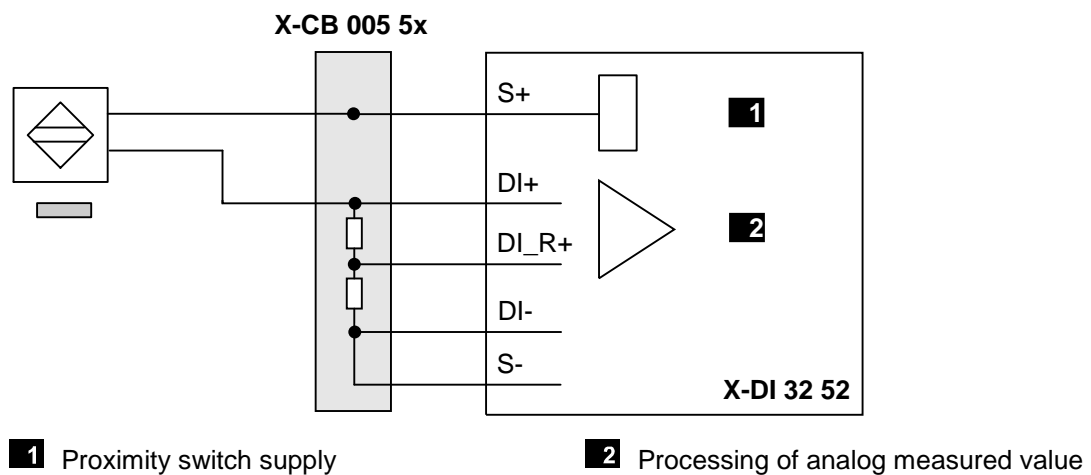 X-CB 005 5x
S+
1
DI+
2
DI_R+
DI-
S-
X-DI 32 52
1 Proximity switch supply
2 Processing of analog measured value